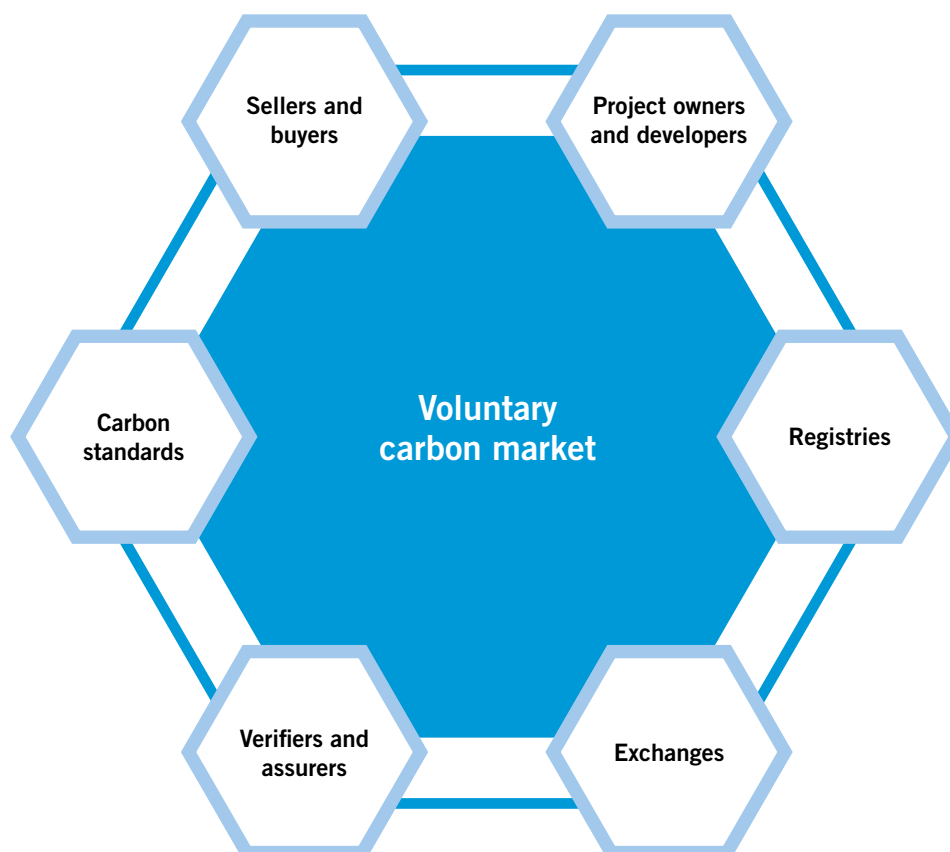 Sellers and
buyers
Project owners
and developers
Carbon
standards
Voluntary
carbon market
Registries
Verifiers and
assurers
Exchanges